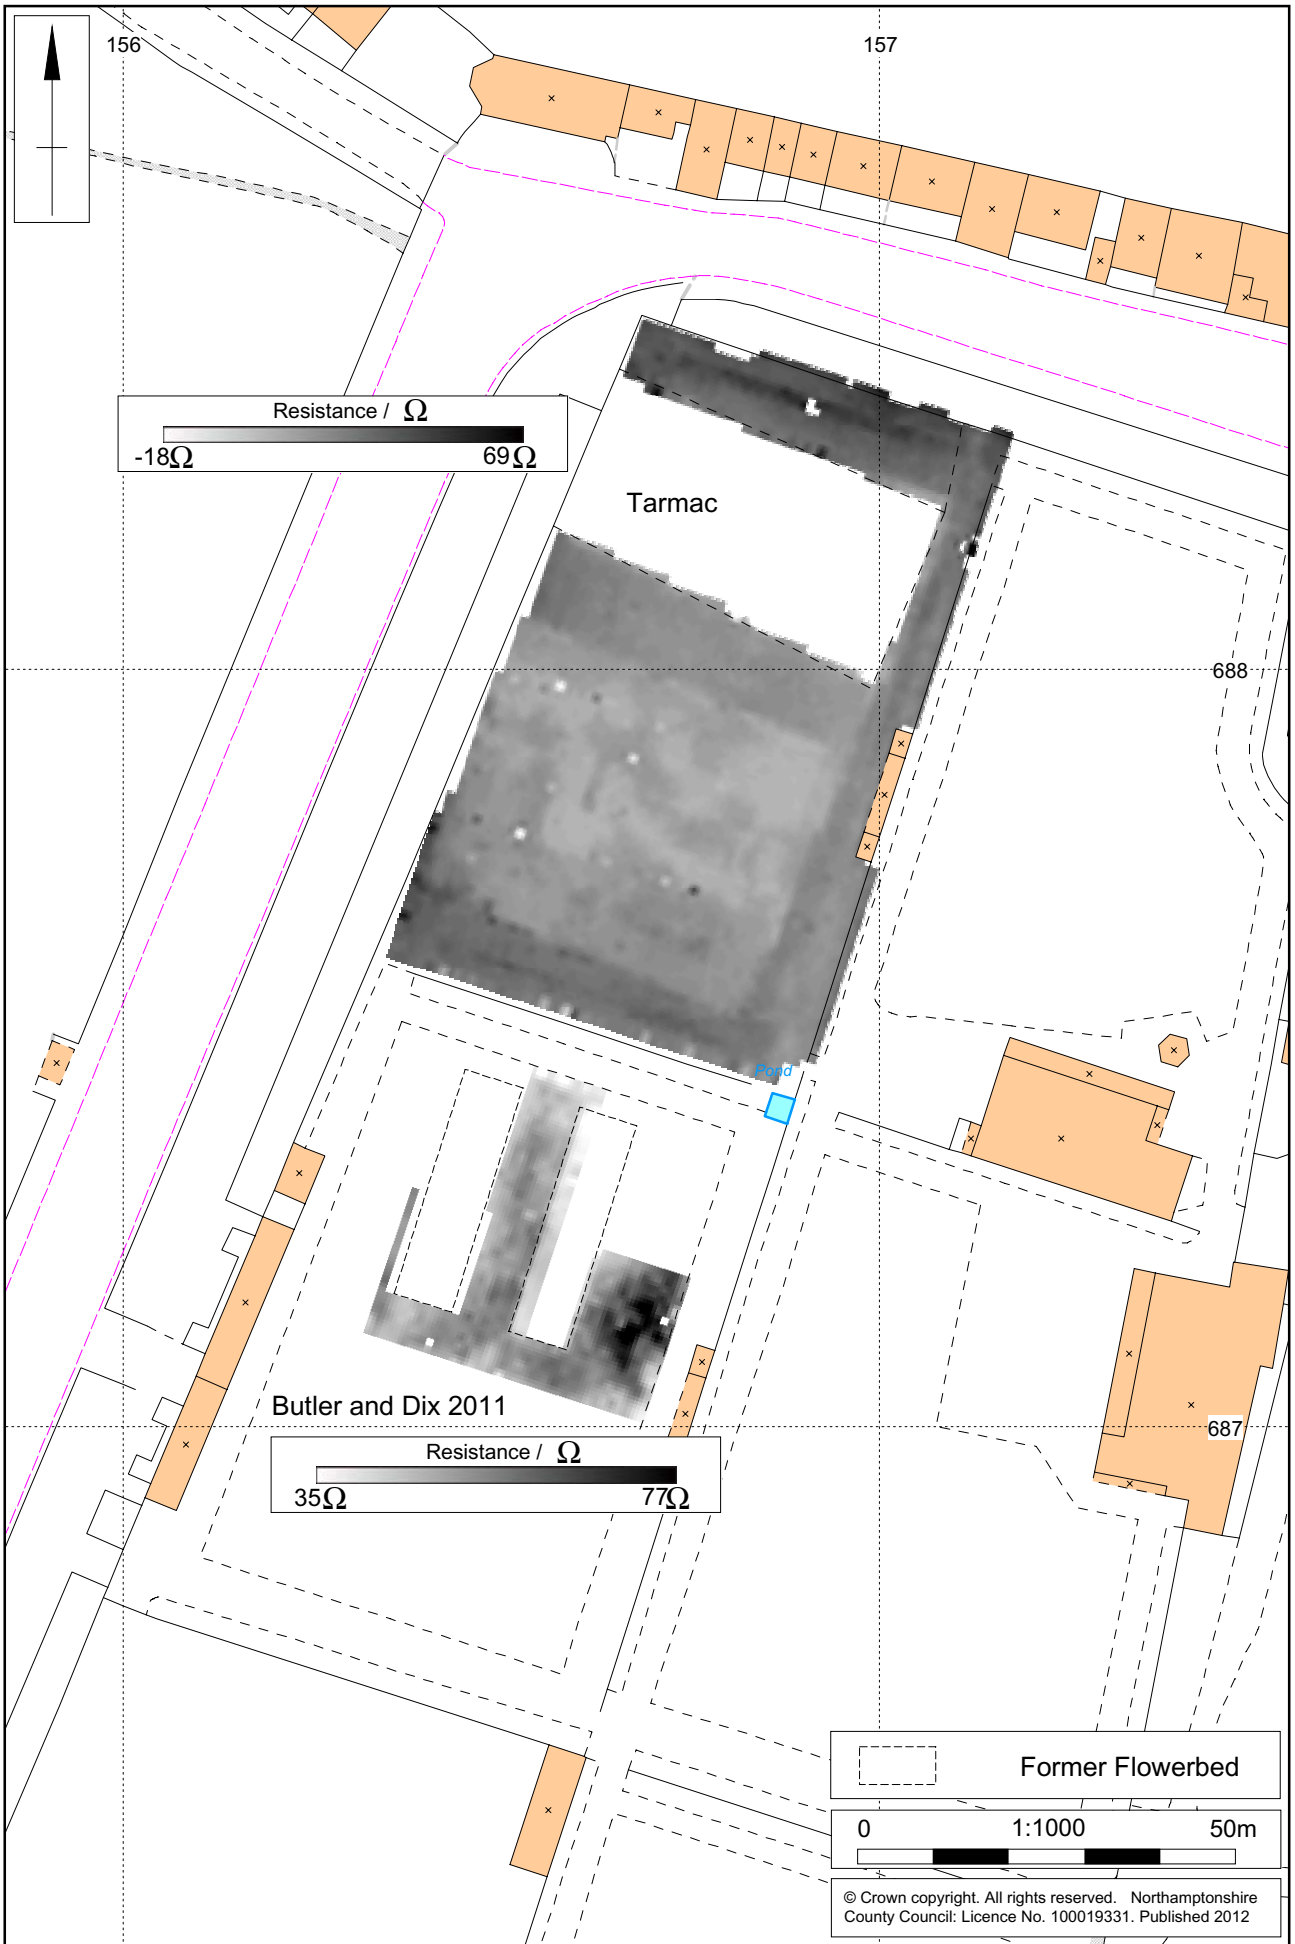 156
157
Resistance / Ω
-18Ω
69Ω
Tarmac
688
Pond
Butler and Dix 2011
687
Resistance / Ω
35Ω
77Ω
Former Flowerbed
0
1:1000
50m
© Crown copyright. All rights reserved. Northamptonshire
County Council: Licence No. 100019331. Published 2012